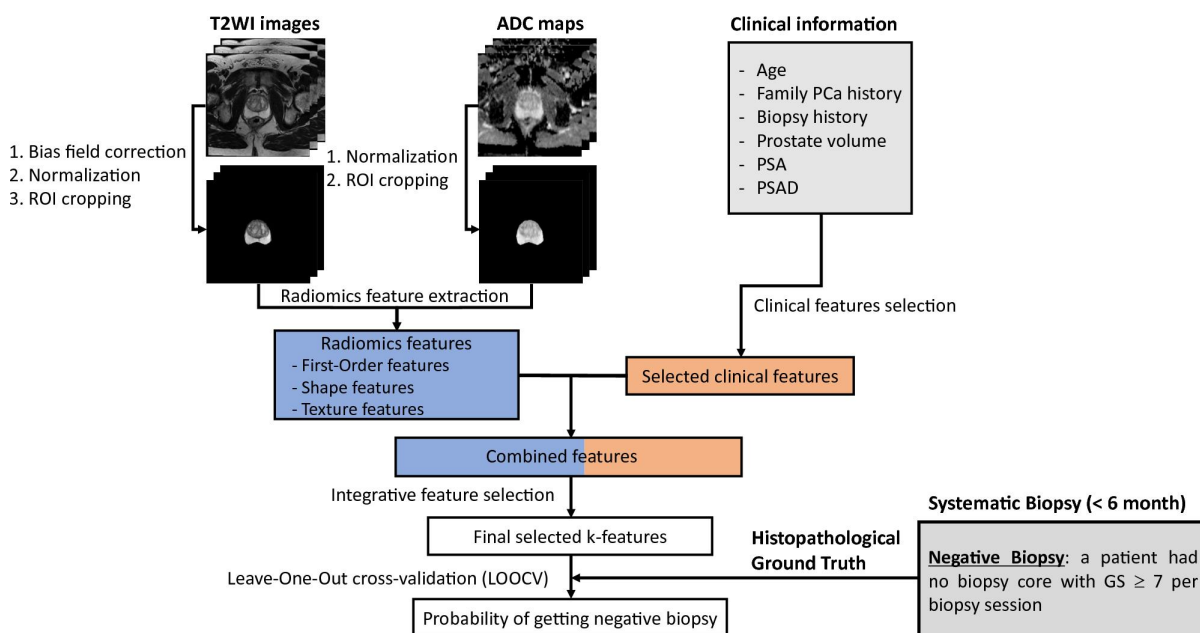 T2WI images
ADC maps
Clinical information
- Age
- Family PCa history
- Biopsy history
- Prostate volume
- PSA
- PSAD
1. Bias field correction
2. Normalization
3. ROI cropping
1. Normalization
2. ROI cropping
Radiomics feature extraction
Clinical features selection
Radiomics features
- First-Order features
- Shape features
- Texture features
Selected clinical features
Combined features
Integrative feature selection
Final selected k-features
Systematic Biopsy (< 6 month)
Histopathological
Ground Truth
Negative Biopsy: a patient had
no biopsy core with GS ≥ 7 per
biopsy session
Leave-One-Out cross-validation (LOOCV)
Probability of getting negative biopsy